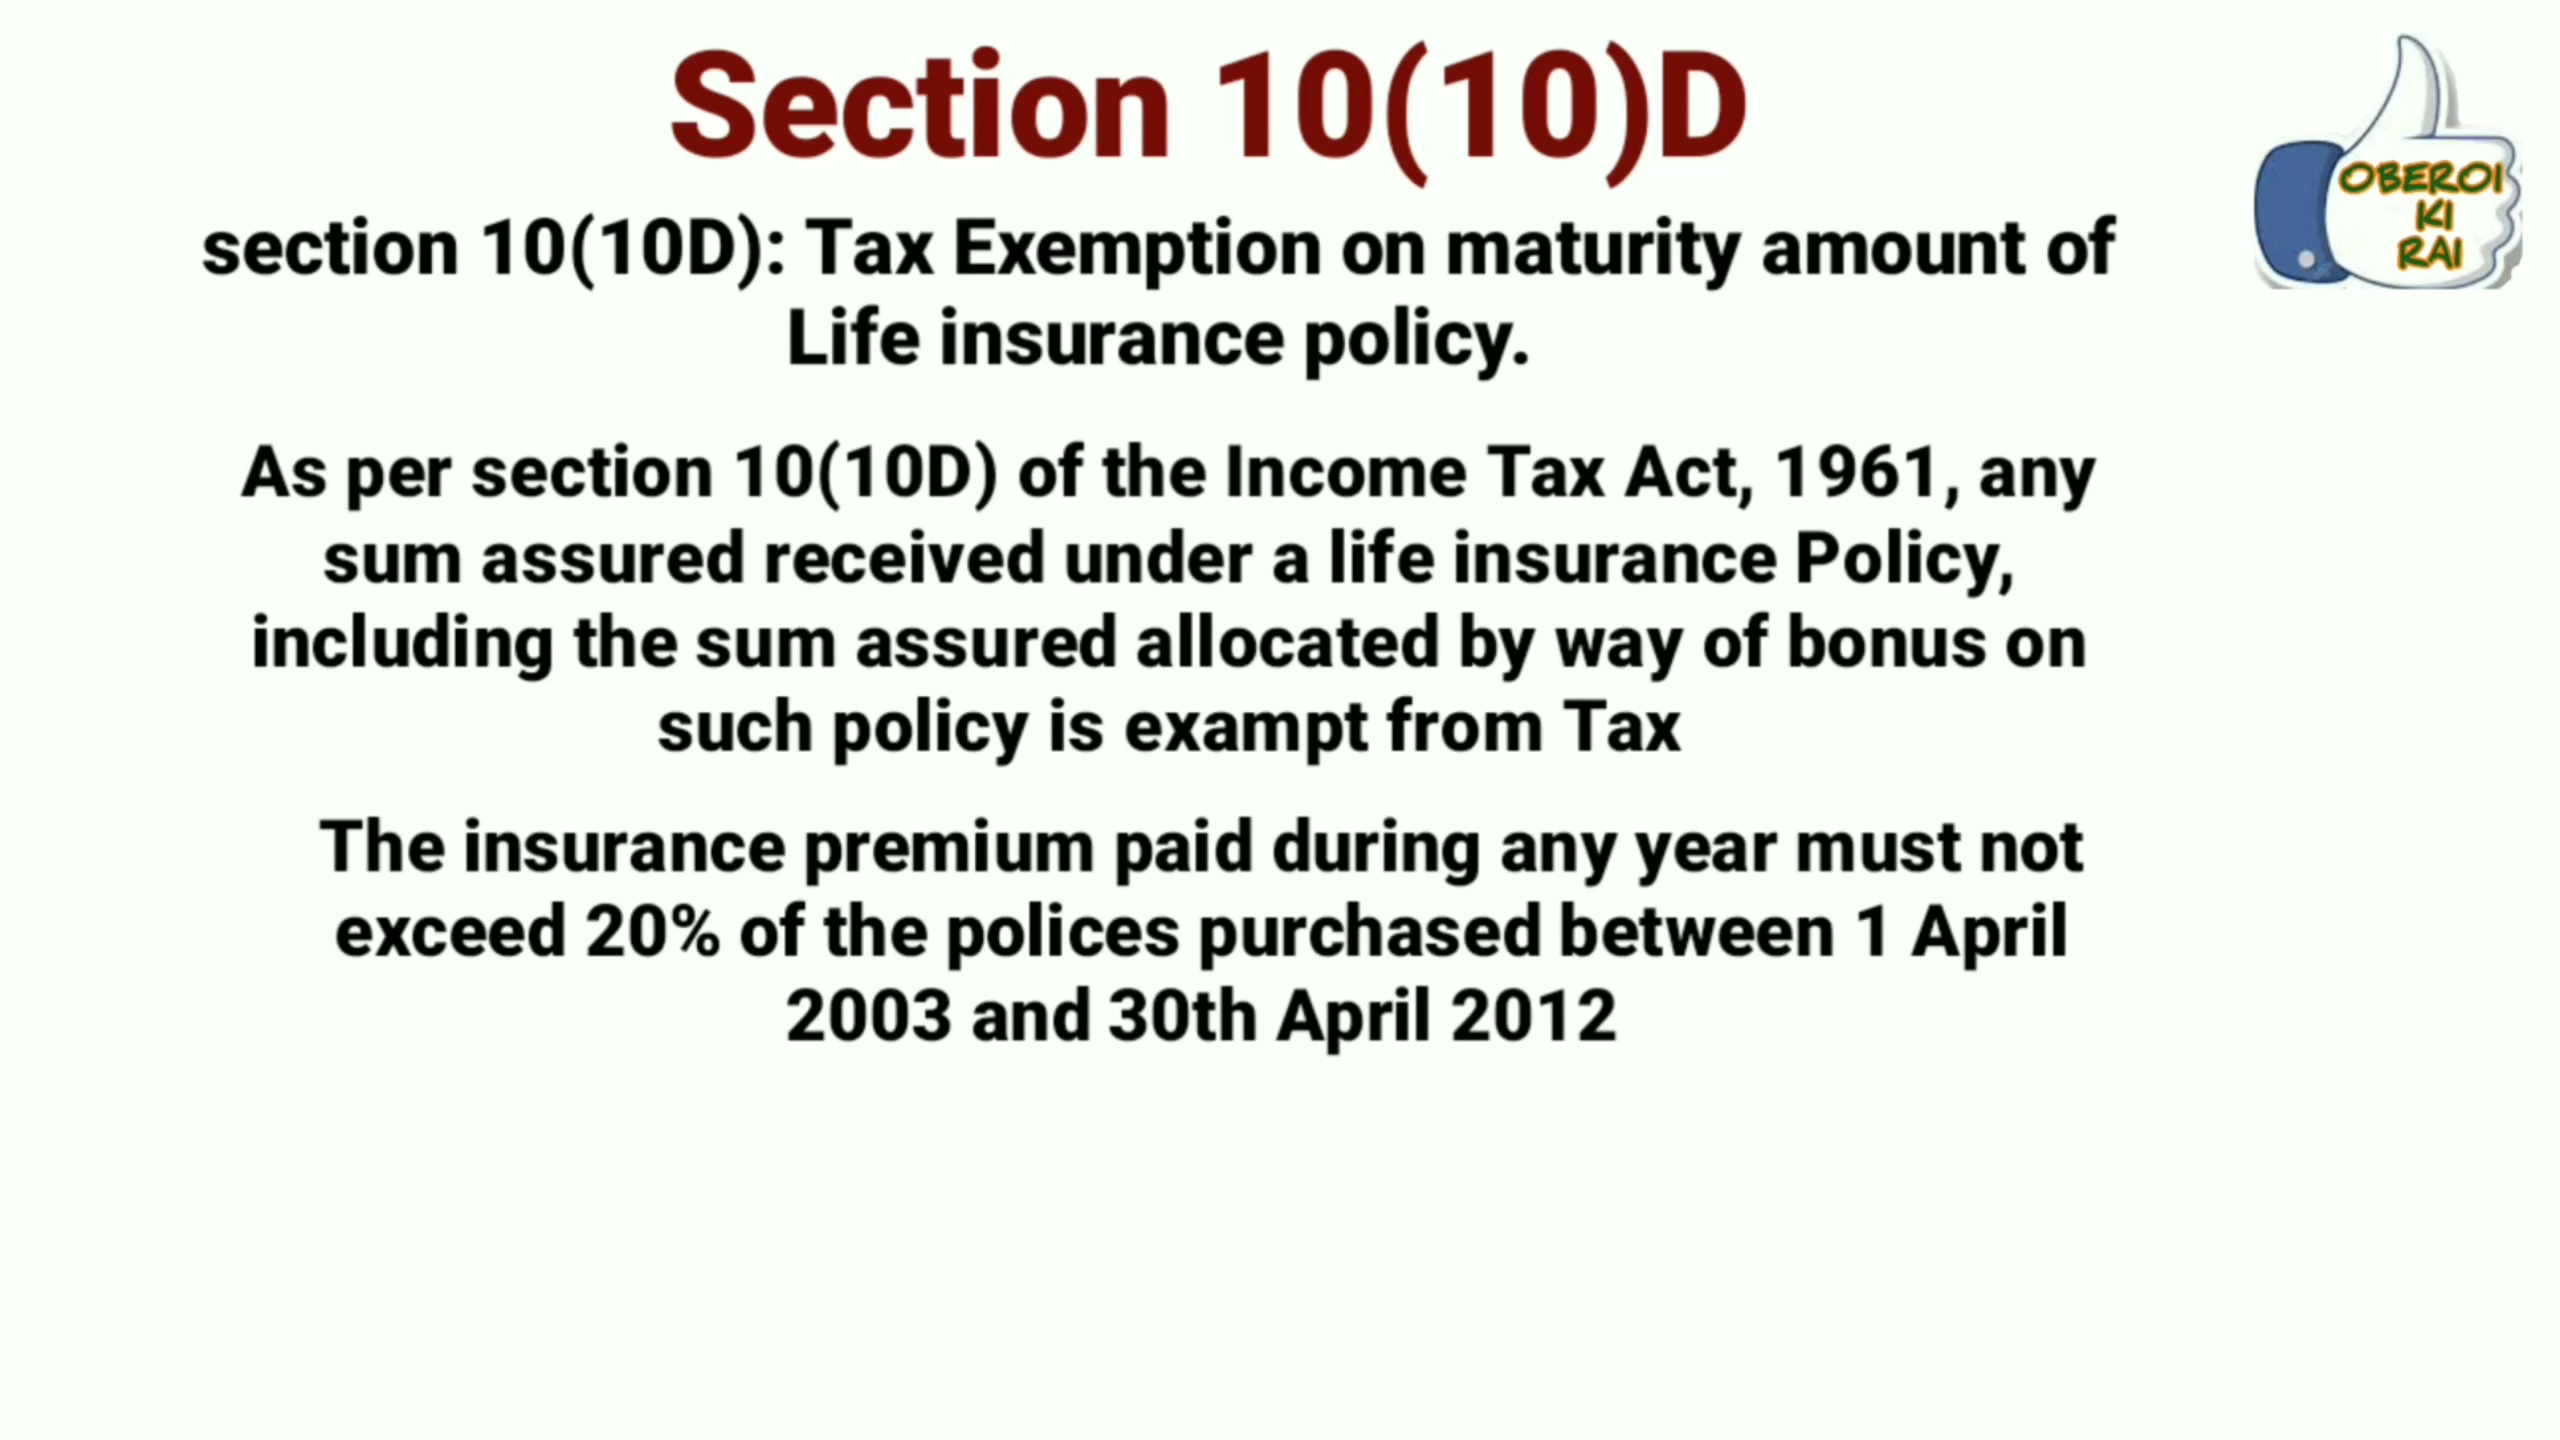 Section 10(10)D
section 10(10D): Tax Exemption on maturity amount of
Life insurance policy.
As per section 10(10D) of the Income Tax Act, 1961, any
sum assured received under a life insurance Policy,
including the sum assured allocated by way of bonus on
such policy is exampt from Tax
The insurance premium paid during any year must not
exceed 20% of the polices purchased between 1 April
2003 and 30th April 2012
OBEROI
KI
RAI